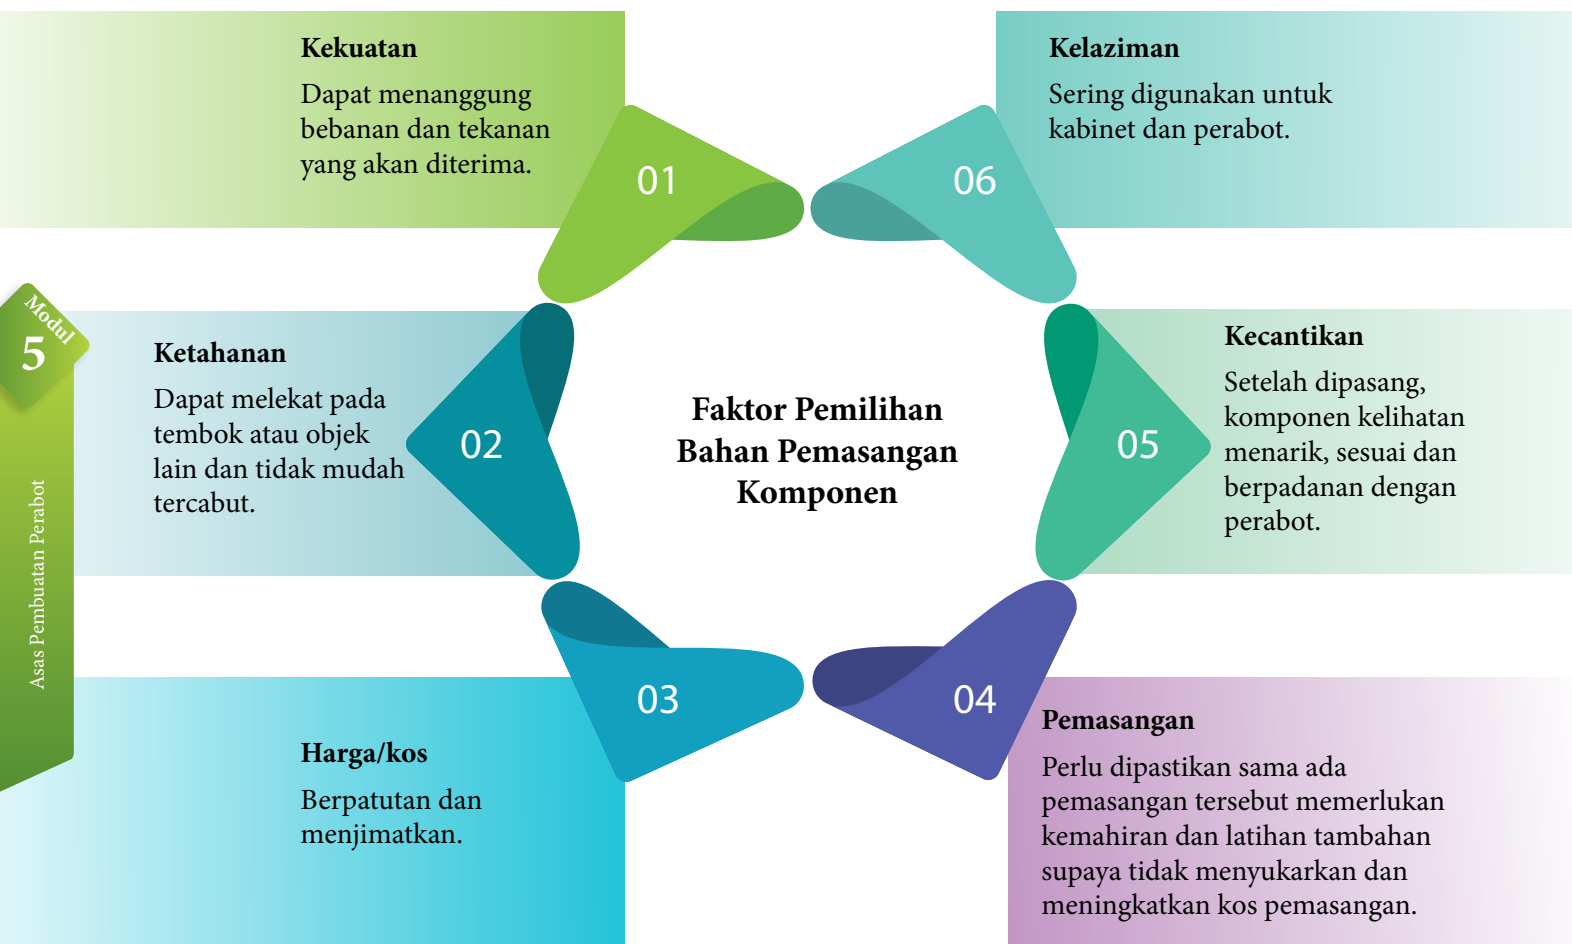 Kekuatan
Dapat menanggung
bebanan dan tekanan
yang akan diterima.
01
Ketahanan
Dapat melekat pada
tembok atau objek
lain dan tidak mudah
tercabut.
02
Harga/kos
Berpatutan dan
menjimatkan.
03
Faktor Pemilihan
Bahan Pemasangan
Komponen
04
Pemasangan
Perlu dipastikan sama ada
pemasangan tersebut memerlukan
kemahiran dan latihan tambahan
supaya tidak menyukarkan dan
meningkatkan kos pemasangan.
05
Kecantikan
Setelah dipasang,
komponen kelihatan
menarik, sesuai dan
berpadanan dengan
perabot.
06
Kelaziman
Sering digunakan untuk
kabinet dan perabot.
Modul
5
Asas Pembuatan Perabot